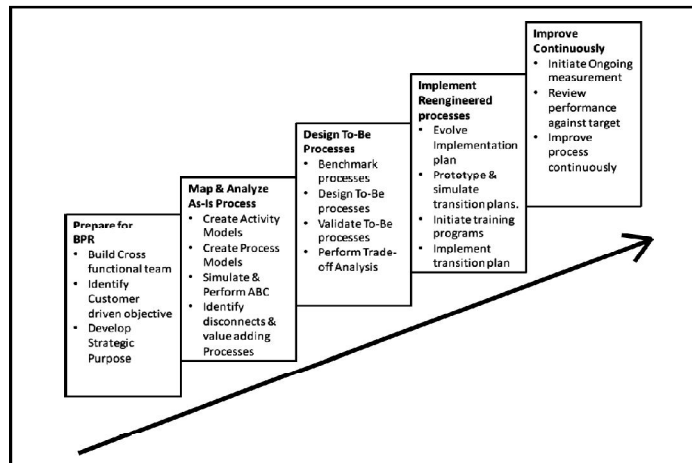 Prepare for
BPR
• Build Cross
functional team
• Identify
Customer
driven objective
• Develop
Strategic
Purpose
Map & Analyze
As-Is Process
• Create Activity
Models
• Create Process
Models
• Simulate &
Perform ABC
• Identify
disconnects &
value adding
Processes
Design To-Be
Processes
• Benchmark
processes
• Design To-Be
processes
• Validate To-Be
processes
• Perform Trade-
off Analysis
Implement
Reengineered
processes
• Evolve
Implementation
plan
• Prototype &
simulate
transition plans.
• Initiate training
programs
• Implement
transition plan
Improve
Continuously
• Initiate Ongoing
measurement
• Review
performance
against target
• Improve
process
continuously